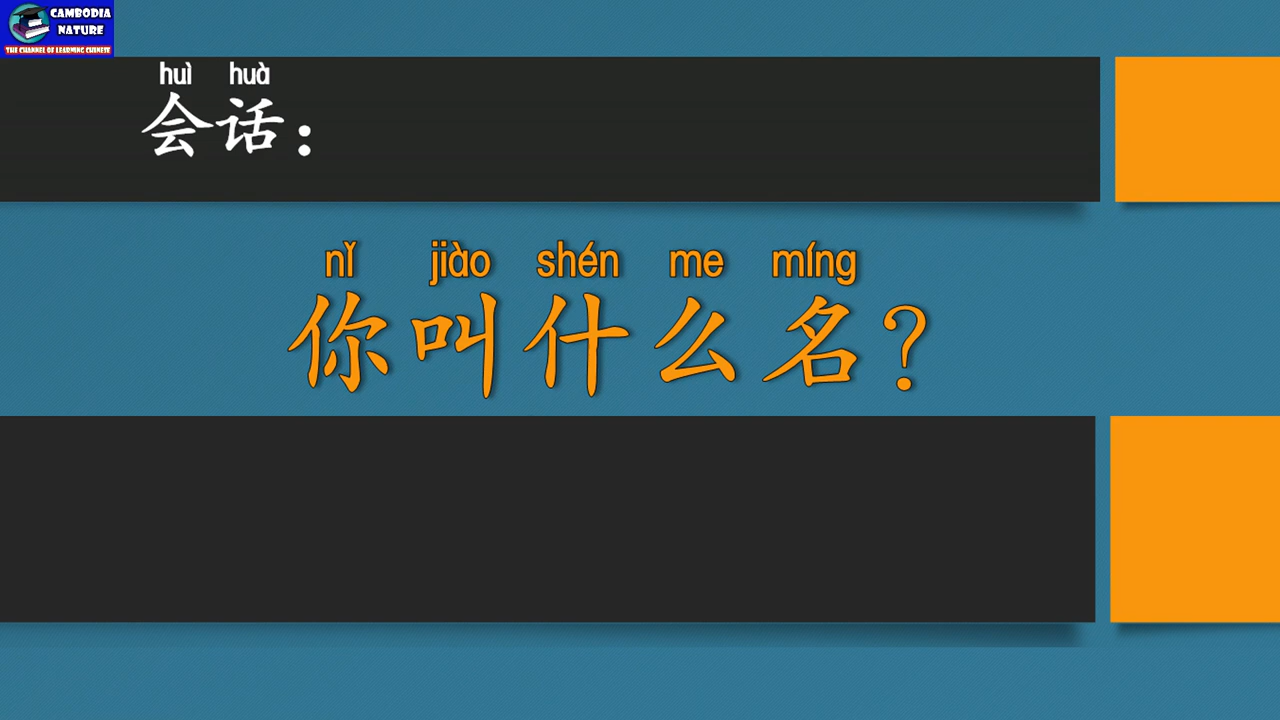 CAMBODIA
NATURE
THE CHANNEL OF LEARNING CHINESE
huì huà
会话：
nǐ jiào shén me míng
你叫什么名？